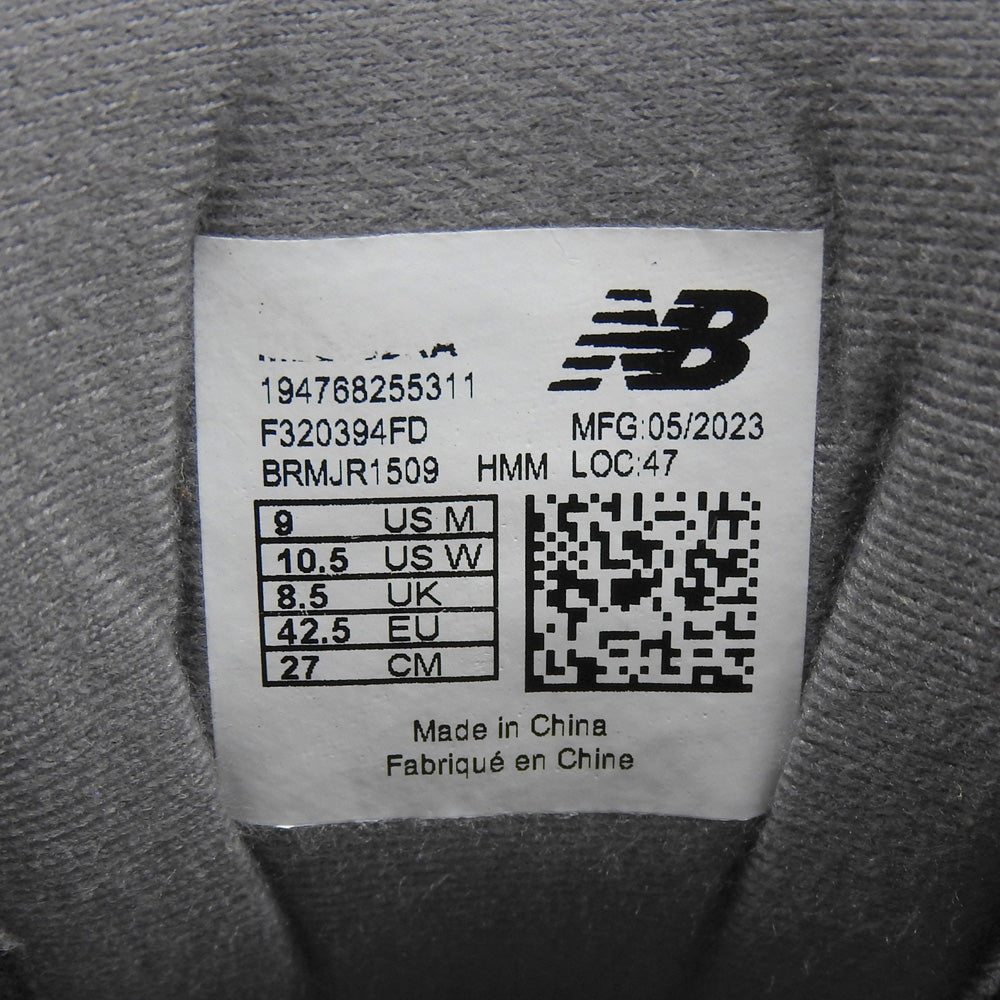 NB
194768255311
F320394FD MFG:05/2023
BRMJR1509 HMM LOC:47
9 US M
10.5 US W
8.5 UK
42.5 EU
27 CM
Made in China
Fabriqué en Chine